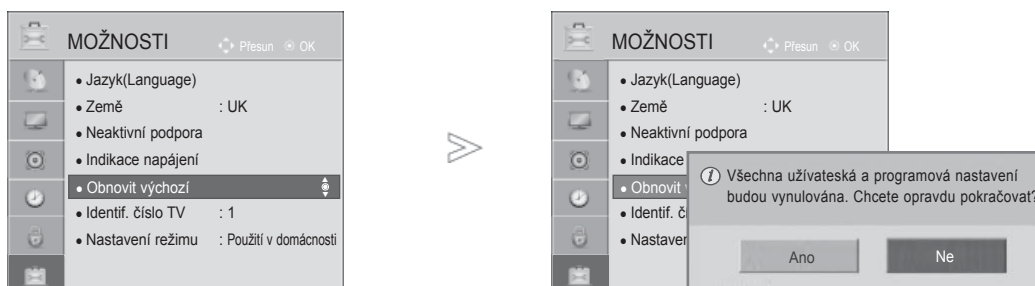 MOŽNOSTI
Přesun OK
• Jazyk(Language)
• Země : UK
• Neaktivní podpora
• Indikace napájení
• Obnovit výchozí
• Identif. číslo TV : 1
• Nastavení režimu : Použití v domácnosti
>
MOŽNOSTI
Přesun OK
• Jazyk(Language)
• Země : UK
• Neaktivní podpora
• Indikace
• Obnovit
• Identif. č
• Nastaven
Všechna užívateská a programová nastavení
budou vynulována. Chcete opravdu pokračovat?
Ano Ne